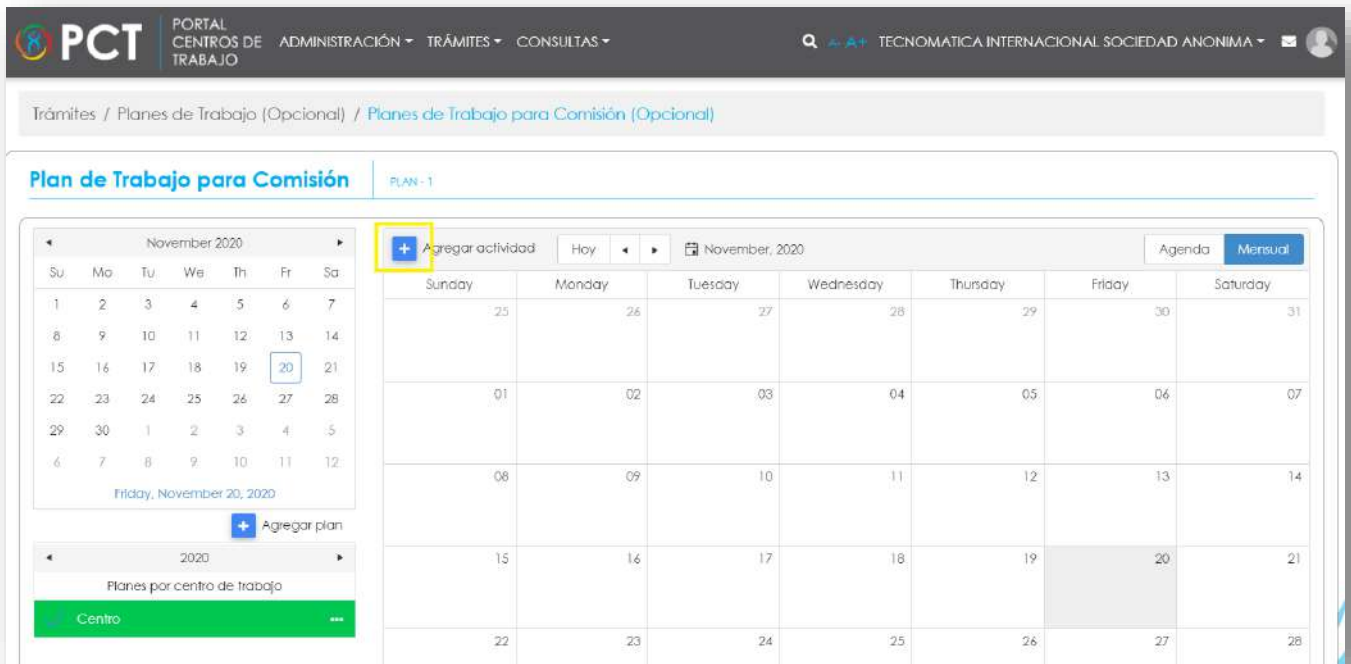 PCT
PORTAL
CENTROS DE
TRABAJO
ADMINISTRACIÓN TRÁMITES CONSULTAS
A- A+ TECNOMATICA INTERNACIONAL SOCIEDAD ANONIMA
Trámites / Planes de Trabajo (Opcional) / Planes de Trabajo para Comisión (Opcional)
Plan de Trabajo para Comisión
PLAN - 1
November 2020
Su Mo Tu We Th Fr Sa
1 2 3 4 5 6 7
8 9 10 11 12 13 14
15 16 17 18 19 20 21
22 23 24 25 26 27 28
29 30 1 2 3 4 5
6 7 8 9 10 11 12
Friday, November 20, 2020
+ Agregar plan
2020
Planes por centro de trabajo
Centro
+ Agregar actividad Hoy November, 2020 Agenda Mensual
Sunday Monday Tuesday Wednesday Thursday Friday Saturday
25 26 27 28 29 30 31
01 02 03 04 05 06 07
08 09 10 11 12 13 14
15 16 17 18 19 20 21
22 23 24 25 26 27 28